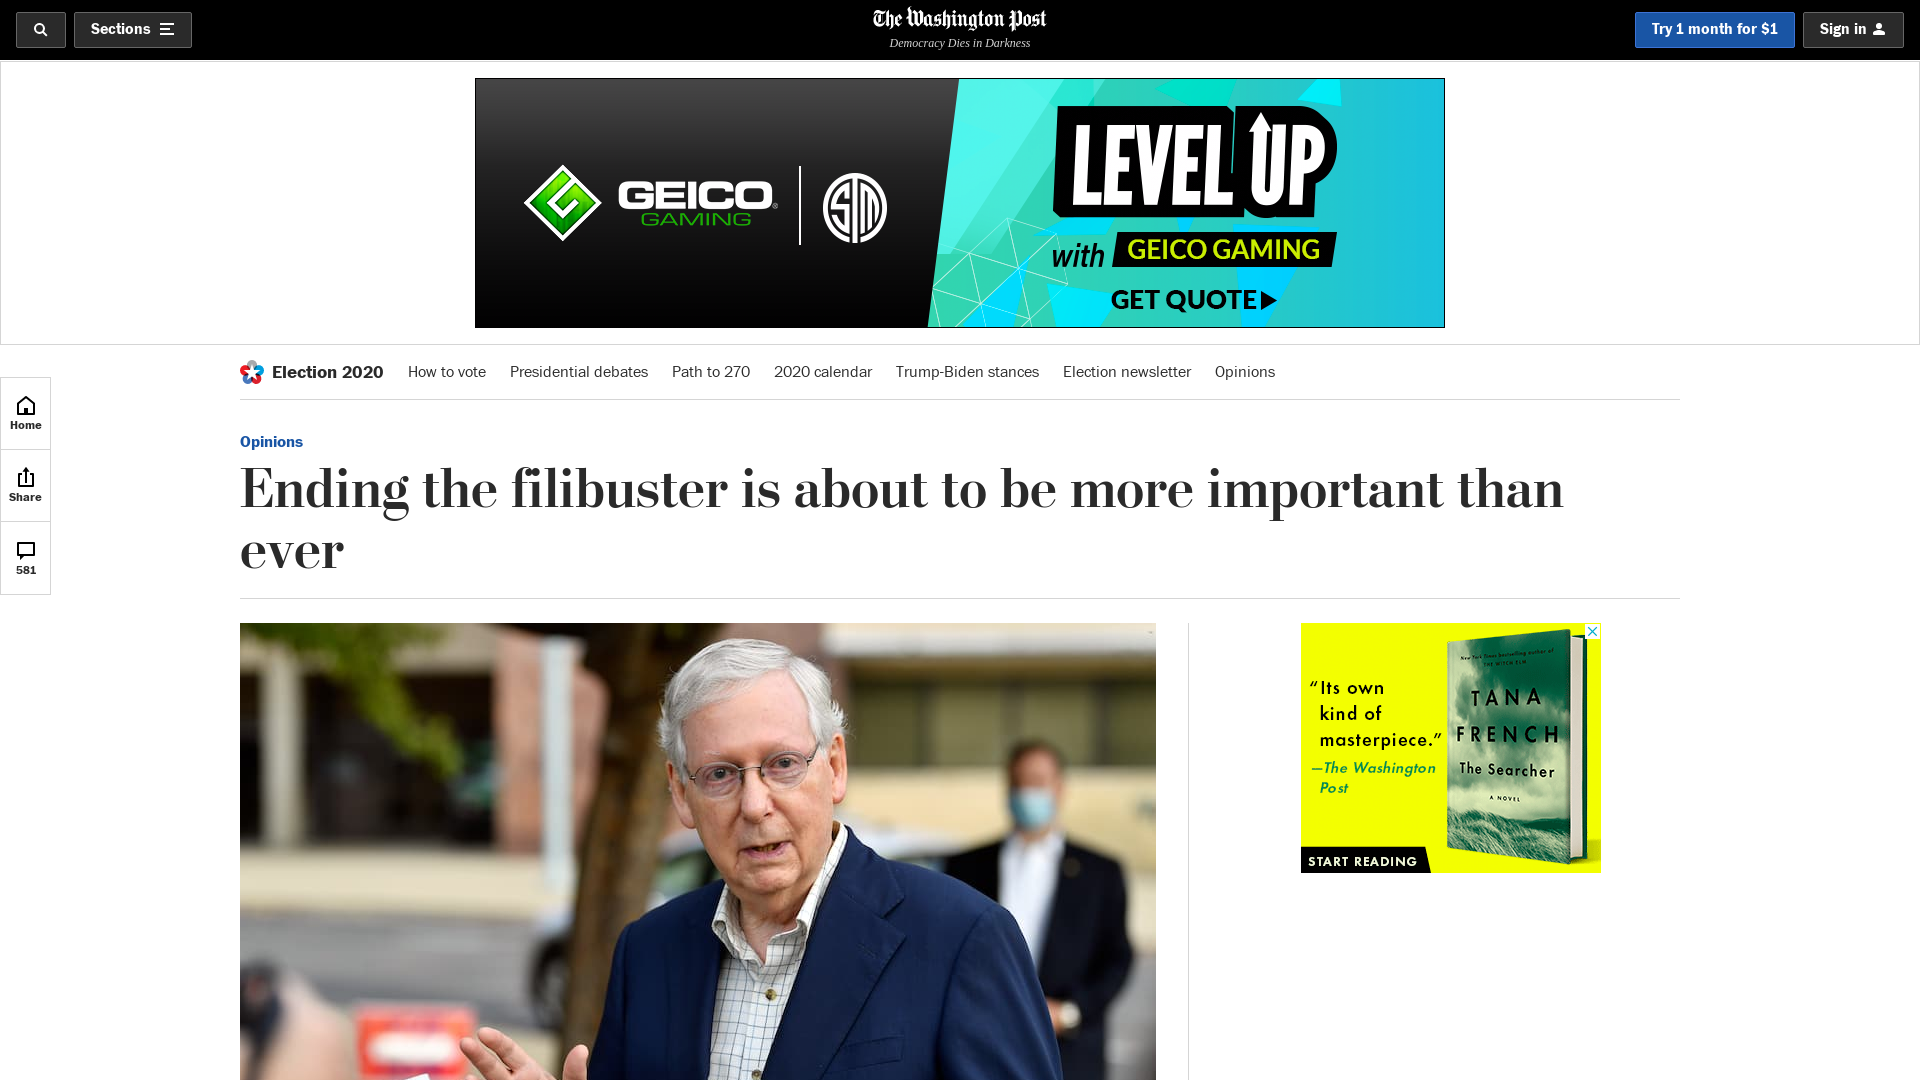 Sections
The Washington Post
Democracy Dies in Darkness
Try 1 month for $1
Sign in
GEICO
GAMING
TSM
LEVEL UP
with GEICO GAMING
GET QUOTE
Election 2020
How to vote
Presidential debates
Path to 270
2020 calendar
Trump-Biden stances
Election newsletter
Opinions
Home
Share
581
Opinions
Ending the filibuster is about to be more important than
ever
“Its own
kind of
masterpiece.”
—The Washington
Post
START READING
New York Times bestselling author of
THE WITCH ELM
TANA
FRENCH
The Searcher
A NOVEL